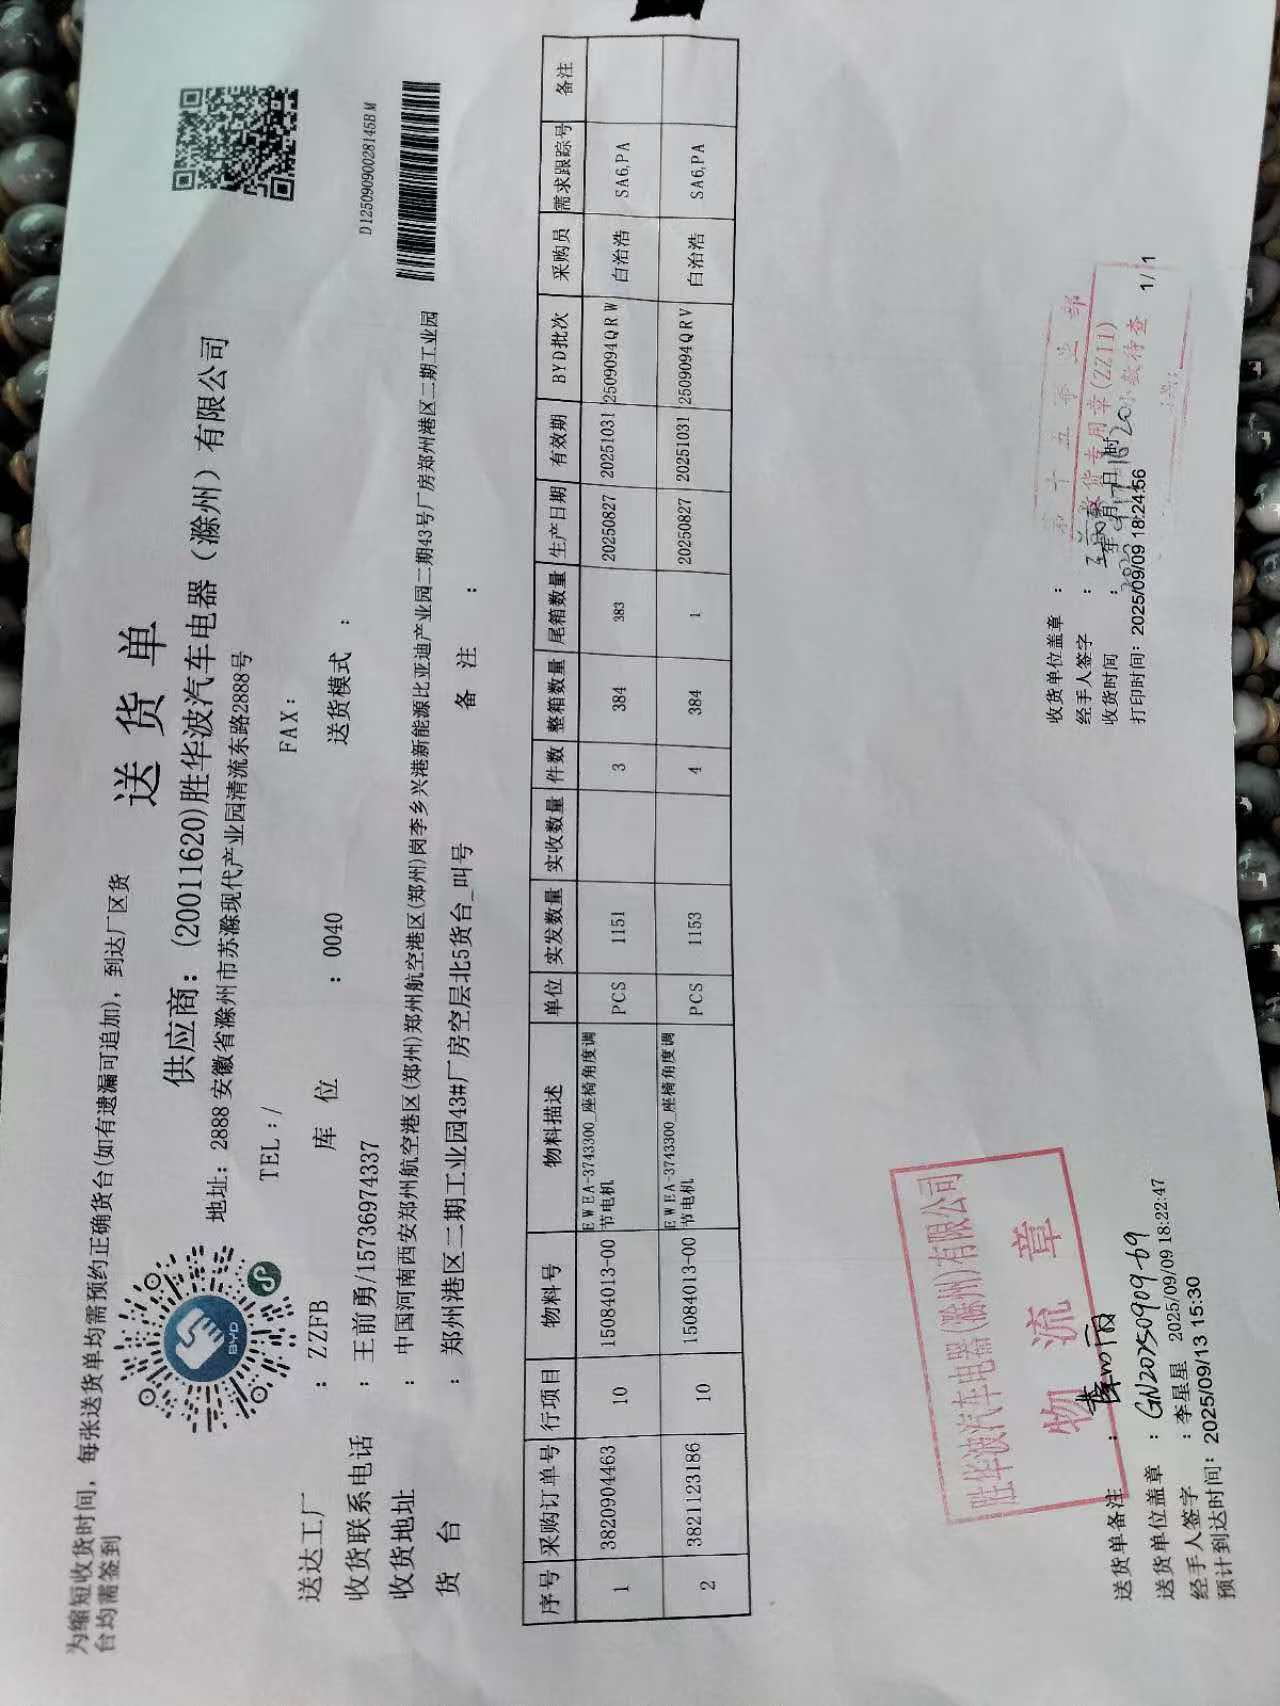 为缩短收货时间，每张送货单均需预约正确货台(如有遗漏可追加)，到达厂区货
台均需签到
送 货 单
供应商：(20011620)胜华波汽车电器（滁州）有限公司
地址：2888 安徽省滁州市苏滁现代产业园清流东路2888号
TEL:/ FAX:
D12509090028145BM
BYD
送达工厂 : ZZFB 库 位 : 0040 送货模式 :
收货联系电话 : 王前勇/15736974337
收货地址 : 中国河南西安郑州航空港区(郑州)郑州航空港区(郑州)岗李乡兴港新能源比亚迪产业园二期43号厂房郑州港区二期工业园
货 台 : 郑州港区二期工业园43#厂房空层北5货台_叫号 备 注 :
序号 采购订单号 行项目 物料号 物料描述 单位 实发数量 实收数量 件数 整箱数量 尾箱数量 生产日期 有效期 BYD批次 采购员 需求跟踪号 备注
1 3820904463 10 15084013-00 EWEA-3743300_座椅角度调节电机 PCS 1151 3 384 383 20250827 20251031 2509094QRW 白治浩 SA6,PA
2 3821123186 10 15084013-00 EWEA-3743300_座椅角度调节电机 PCS 1153 4 384 1 20250827 20251031 2509094QRV 白治浩 SA6,PA
胜华波汽车电器(滁州)有限公司
物 流 章
送货单备注 :
送货单位盖章 : GN20250909-69
经手人签字 : 李星星 2025/09/09 18:22:47
预计到达时间: 2025/09/13 15:30
第十五事业部
收货专用章(ZZ11)
数待查
收货单位盖章 :
经手人签字 :
收货时间 :
打印时间: 2025/09/09 18:24:56 1/1